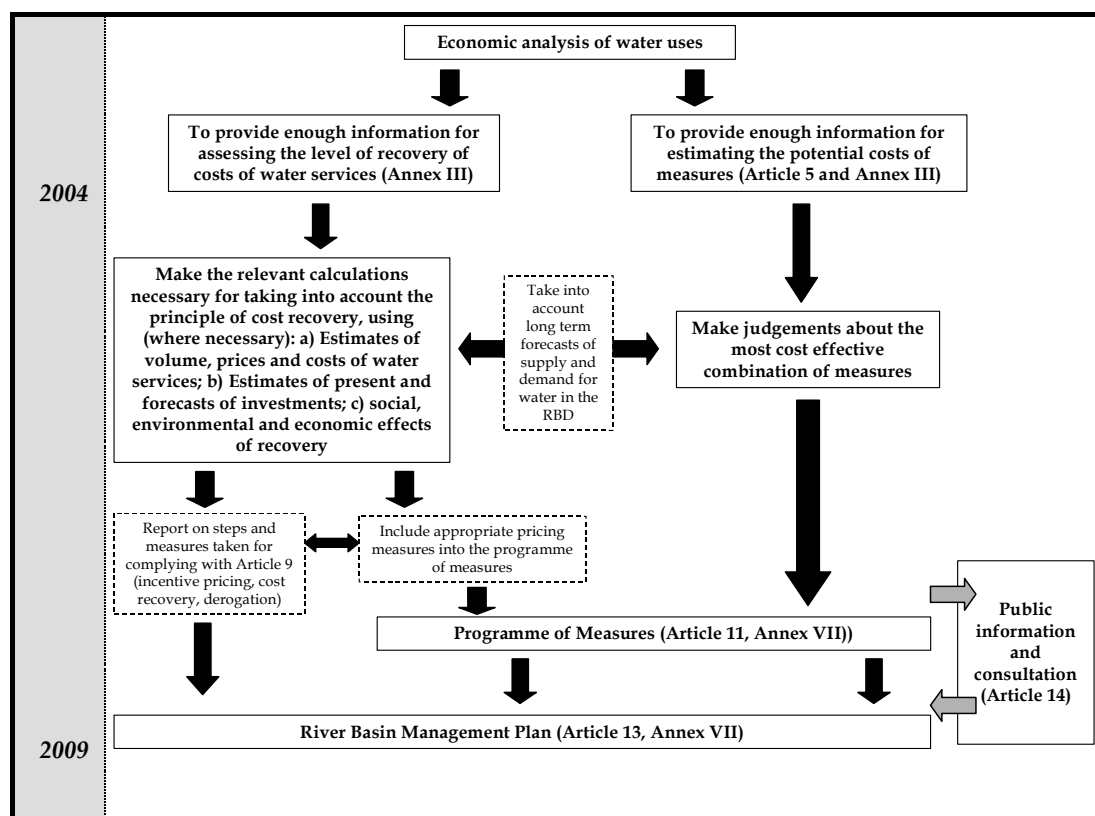 Economic analysis of water uses
To provide enough information for
assessing the level of recovery of
costs of water services (Annex III)
To provide enough information for
estimating the potential costs of
measures (Article 5 and Annex III)
2004
Make the relevant calculations
necessary for taking into account the
principle of cost recovery, using
(where necessary): a) Estimates of
volume, prices and costs of water
services; b) Estimates of present and
forecasts of investments; c) social,
environmental and economic effects
of recovery
Take into
account
long term
forecasts of
supply and
demand for
water in the
RBD
Make judgements about the
most cost effective
combination of measures
Report on steps and
measures taken for
complying with Article 9
(incentive pricing, cost
recovery, derogation)
Include appropriate pricing
measures into the programme
of measures
Programme of Measures (Article 11, Annex VII))
Public
information
and
consultation
(Article 14)
River Basin Management Plan (Article 13, Annex VII)
2009